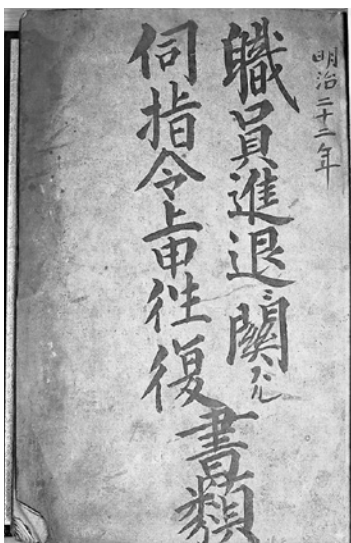 明治二十二年
職員進退ニ關スル
伺指令上申徃復
書類